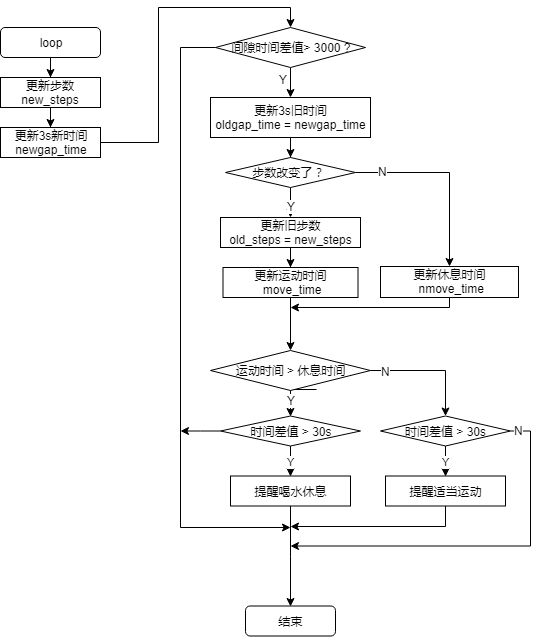 loop
更新步数
new_steps
更新3s新时间
newgap_time
间隙时间差值> 3000 ?
Y
更新3s旧时间
oldgap_time = newgap_time
步数改变了 ?
N
Y
更新旧步数
old_steps = new_steps
更新运动时间
move_time
更新休息时间
nmove_time
运动时间 > 休息时间
N
Y
时间差值 > 30s
时间差值 > 30s
N
Y
Y
提醒喝水休息
提醒适当运动
结束